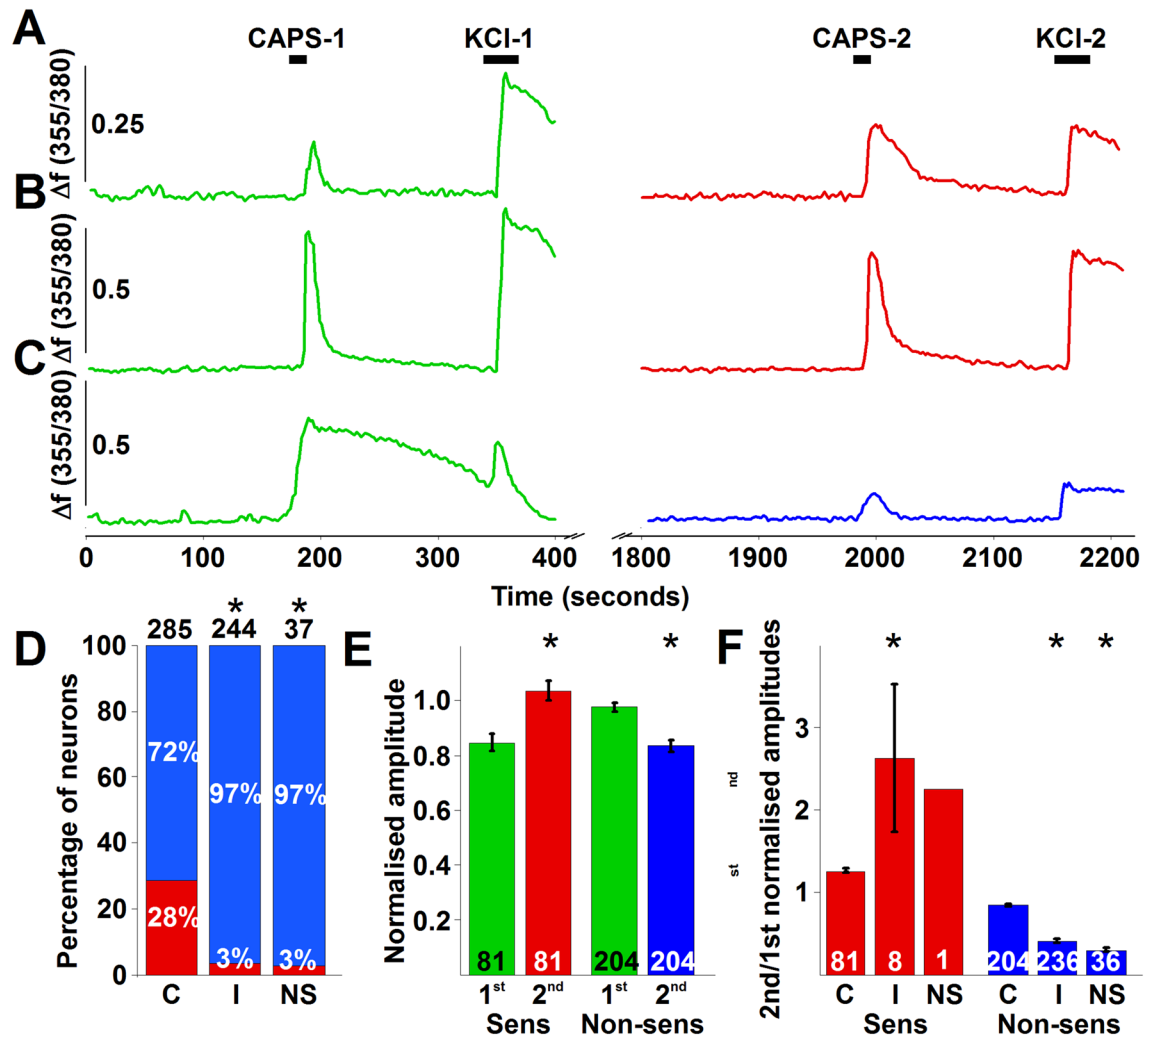 A
CAPS-1 KCl-1 CAPS-2 KCl-2
Δf (355/380)
0.25
B
Δf (355/380)
0.5
C
Δf (355/380)
0.5
0 100 200 300 400 1800 1900 2000 2100 2200
Time (seconds)
D
Percentage of neurons
100
80
60
40
20
0
* *
285 244 37
72% 97% 97%
28% 3% 3%
C I NS
E
Normalised amplitude
1.0
0.8
0.6
0.4
0.2
* *
81 81 204 204
1st 2nd 1st 2nd
Sens Non-sens
F
2nd/1st normalised amplitudes
nd
st
3
2
1
* * *
81 8 1 204 236 36
C I NS C I NS
Sens Non-sens